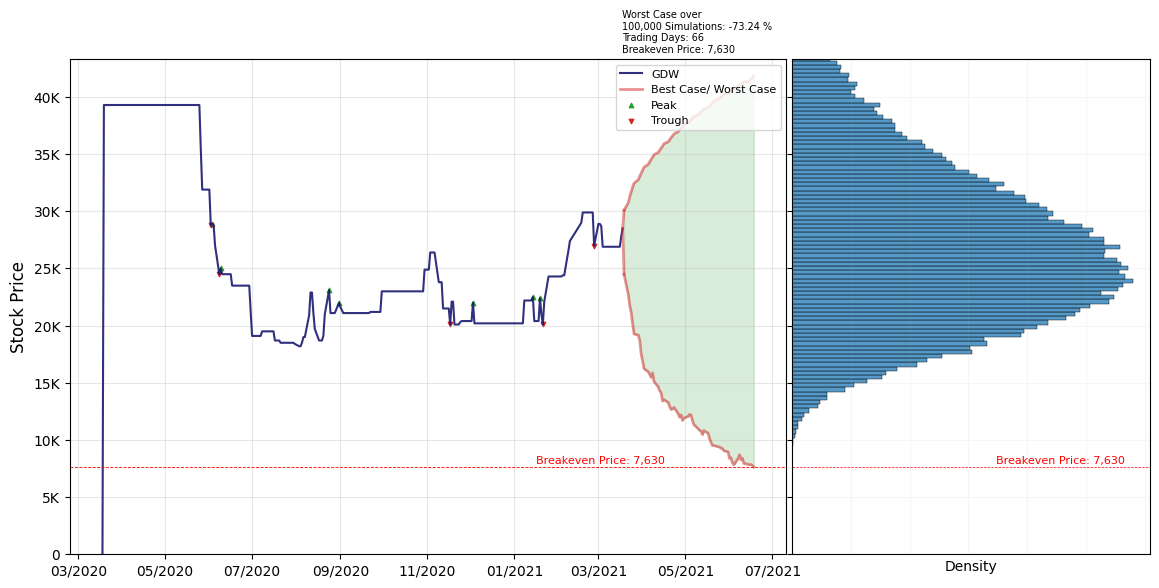 Worst Case over
100,000 Simulations: -73.24 %
Trading Days: 66
Breakeven Price: 7,630
GDW
Best Case/ Worst Case
Peak
Trough
Stock Price
40K
35K
30K
25K
20K
15K
10K
5K
0
Breakeven Price: 7,630
Breakeven Price: 7,630
03/2020
05/2020
07/2020
09/2020
11/2020
01/2021
03/2021
05/2021
07/2021
Density